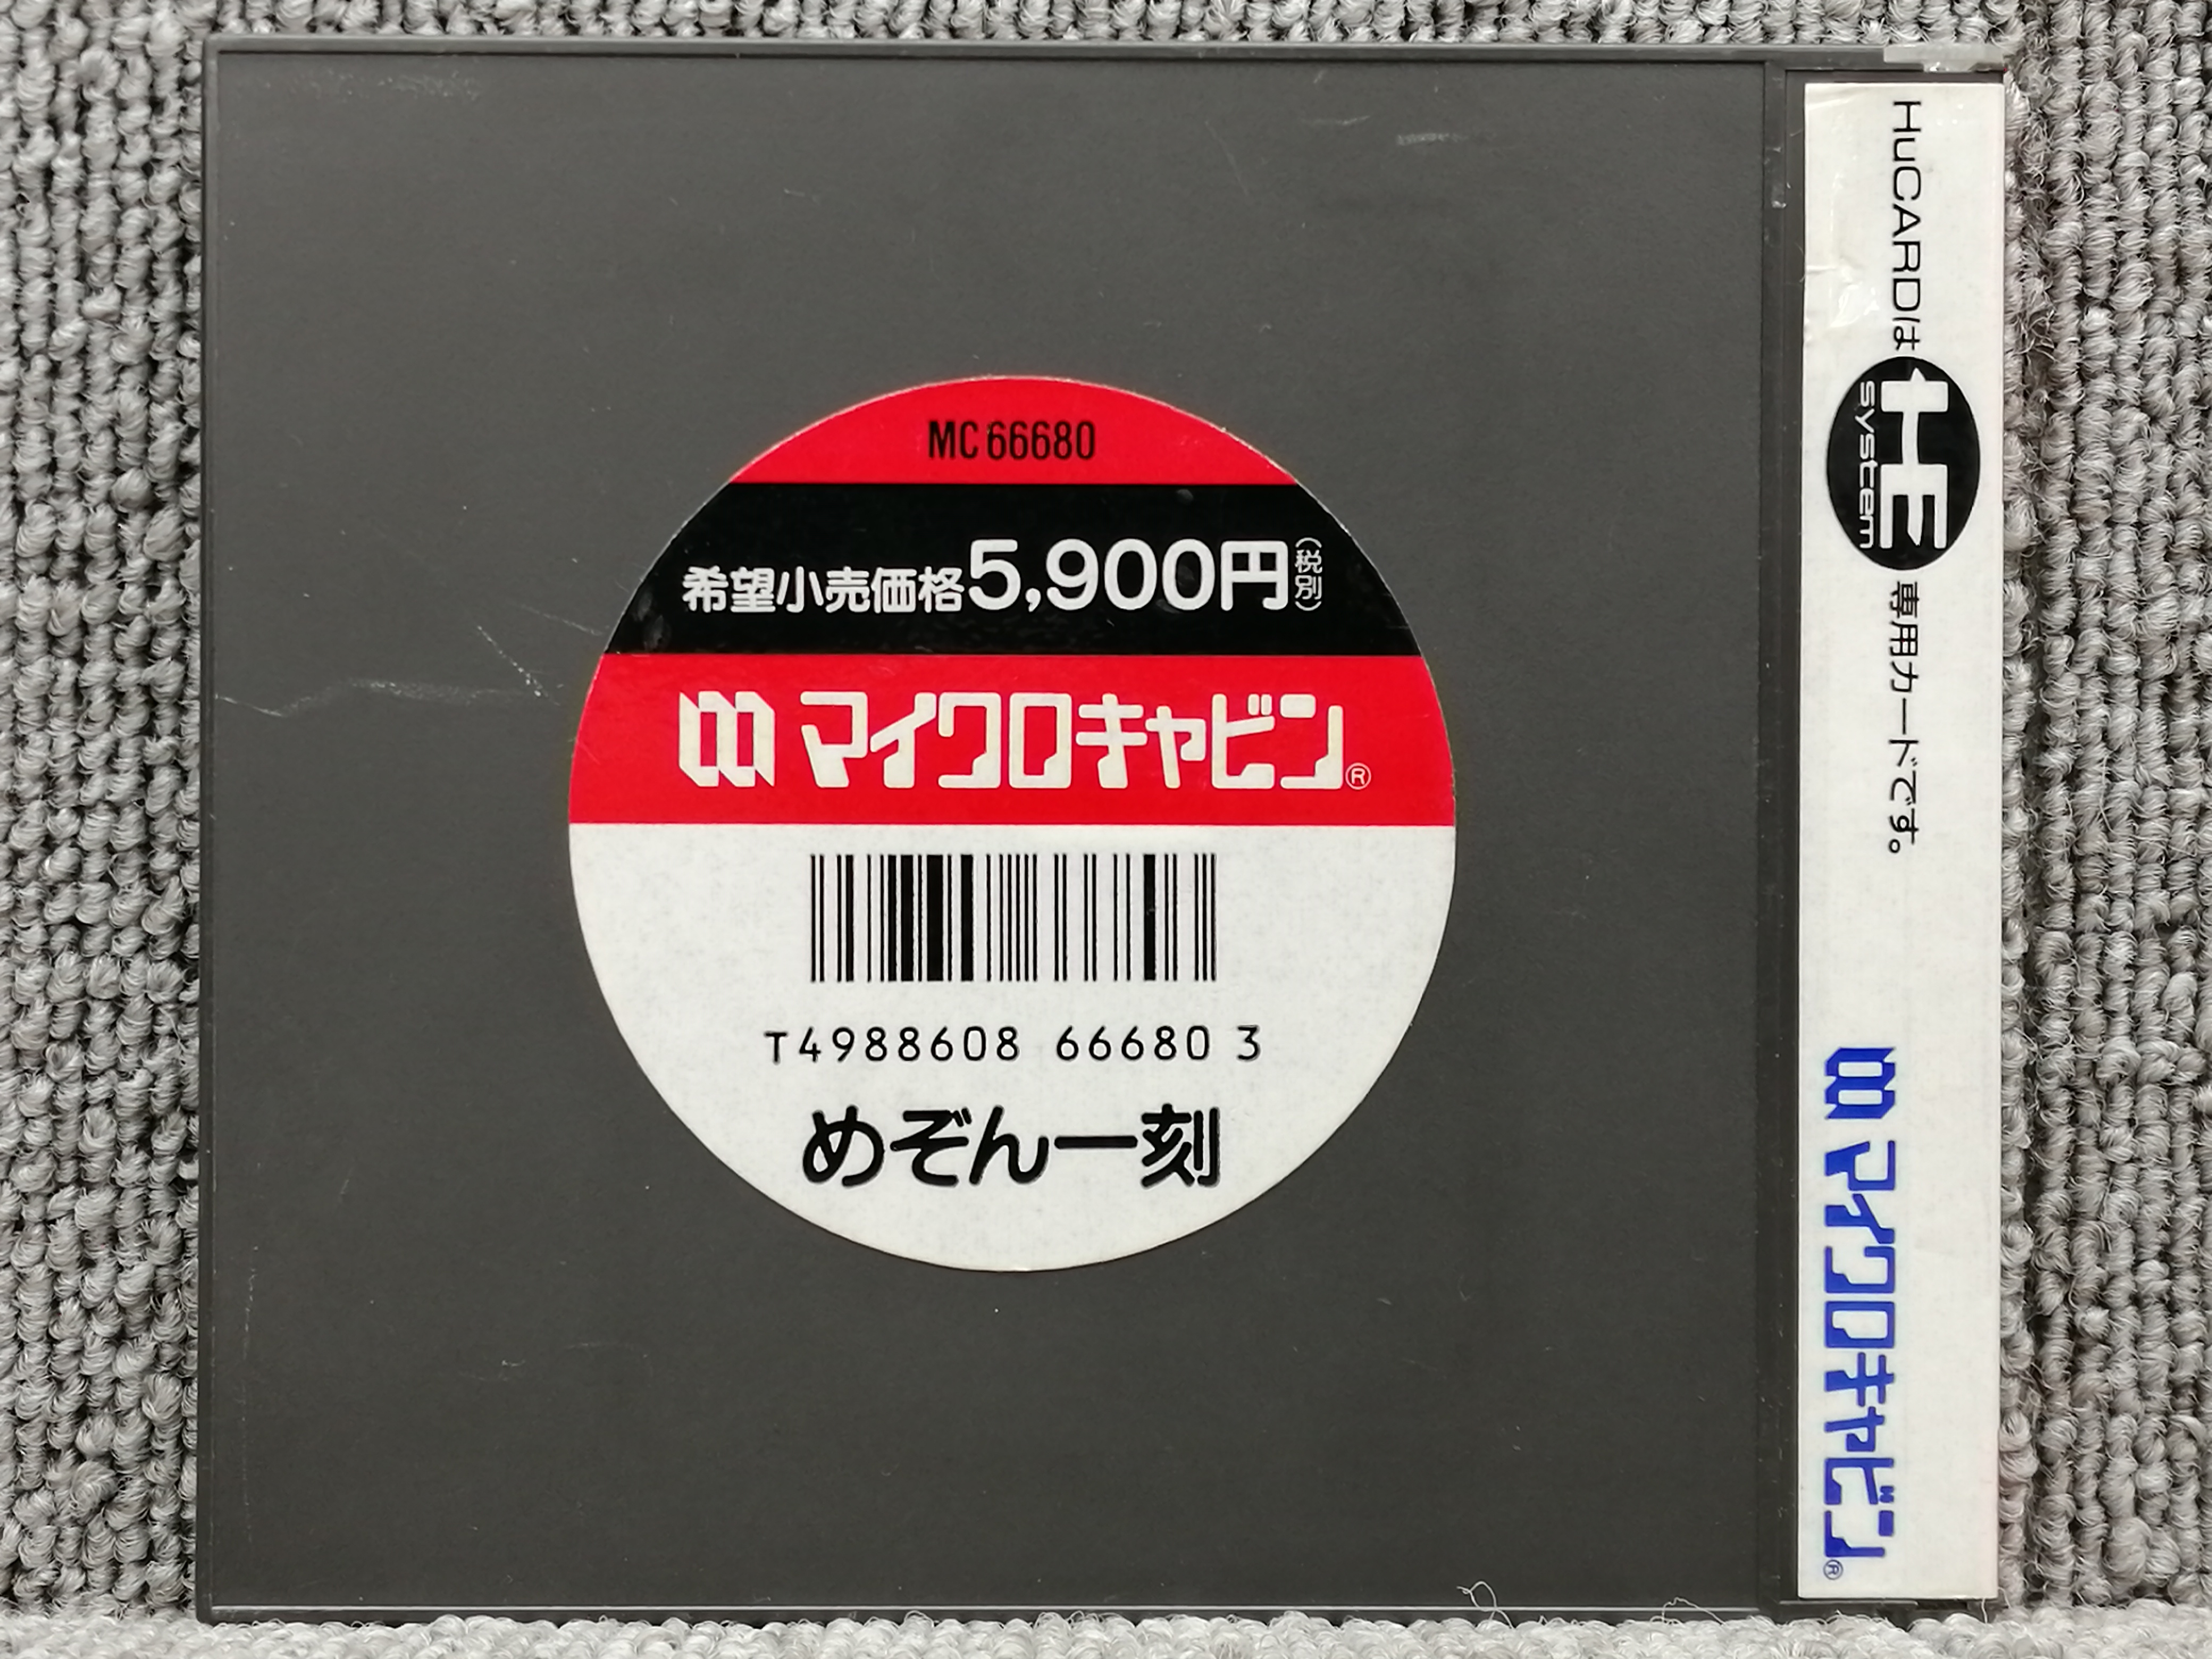 MC66680
希望小売価格5,900円(税別)
マイクロキャビン®
T4988608 66680 3
めぞん一刻
HuCARDは HE system 専用カードです。
マイクロキャビン®